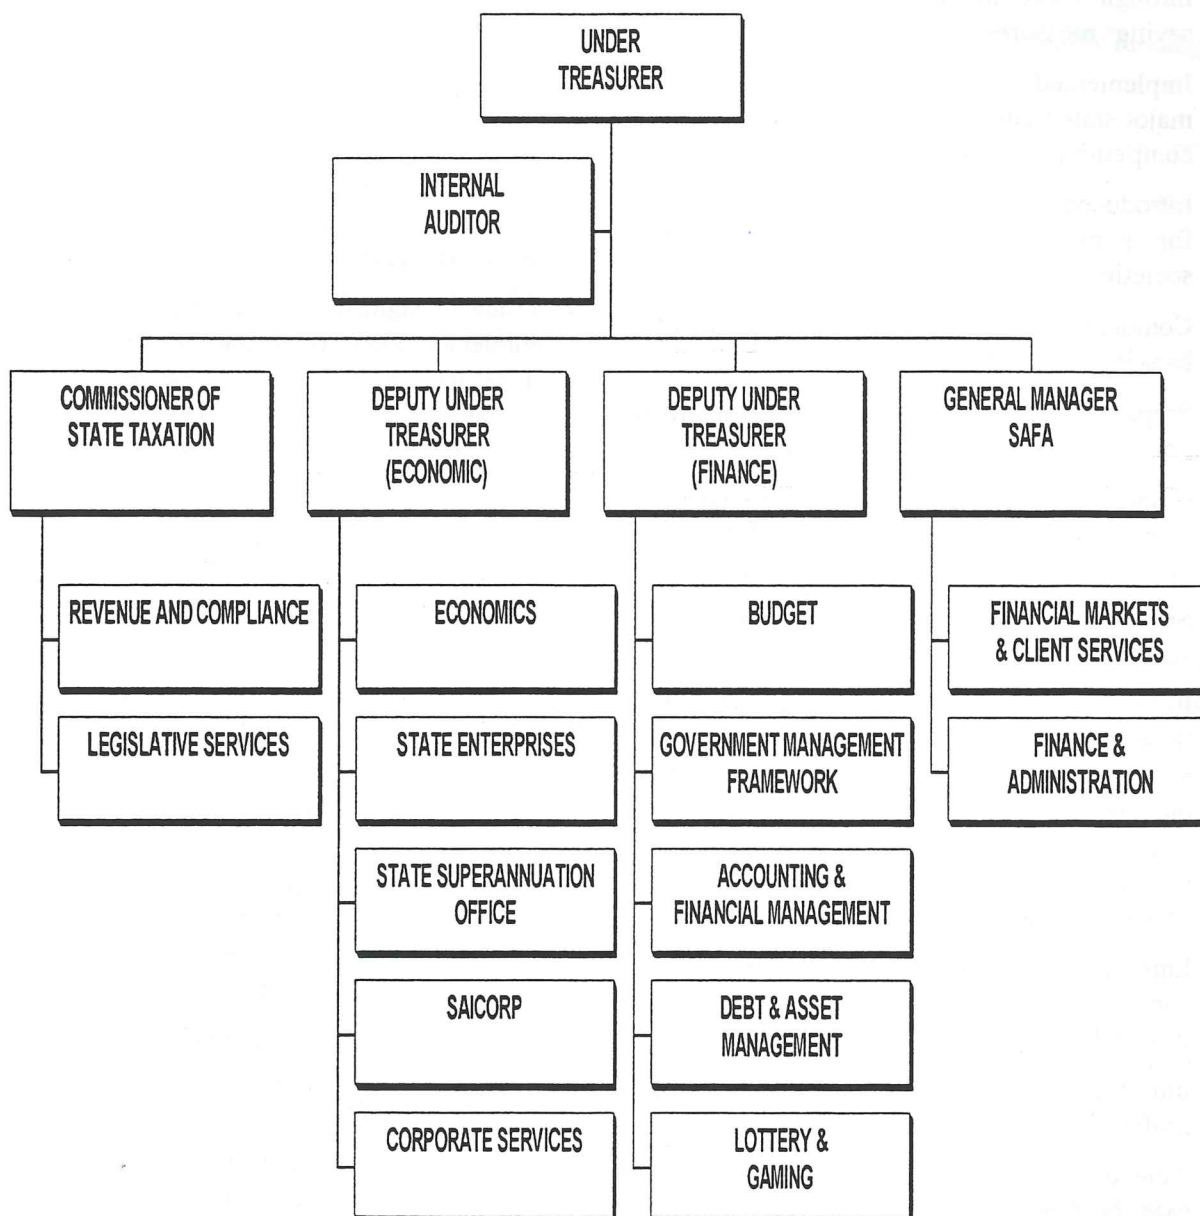 UNDER
TREASURER
INTERNAL
AUDITOR
COMMISSIONER OF
STATE TAXATION
DEPUTY UNDER
TREASURER
(ECONOMIC)
DEPUTY UNDER
TREASURER
(FINANCE)
GENERAL MANAGER
SAFA
REVENUE AND COMPLIANCE
LEGISLATIVE SERVICES
ECONOMICS
STATE ENTERPRISES
STATE SUPERANNUATION
OFFICE
SAICORP
CORPORATE SERVICES
BUDGET
GOVERNMENT MANAGEMENT
FRAMEWORK
ACCOUNTING &
FINANCIAL MANAGEMENT
DEBT & ASSET
MANAGEMENT
LOTTERY &
GAMING
FINANCIAL MARKETS
& CLIENT SERVICES
FINANCE &
ADMINISTRATION